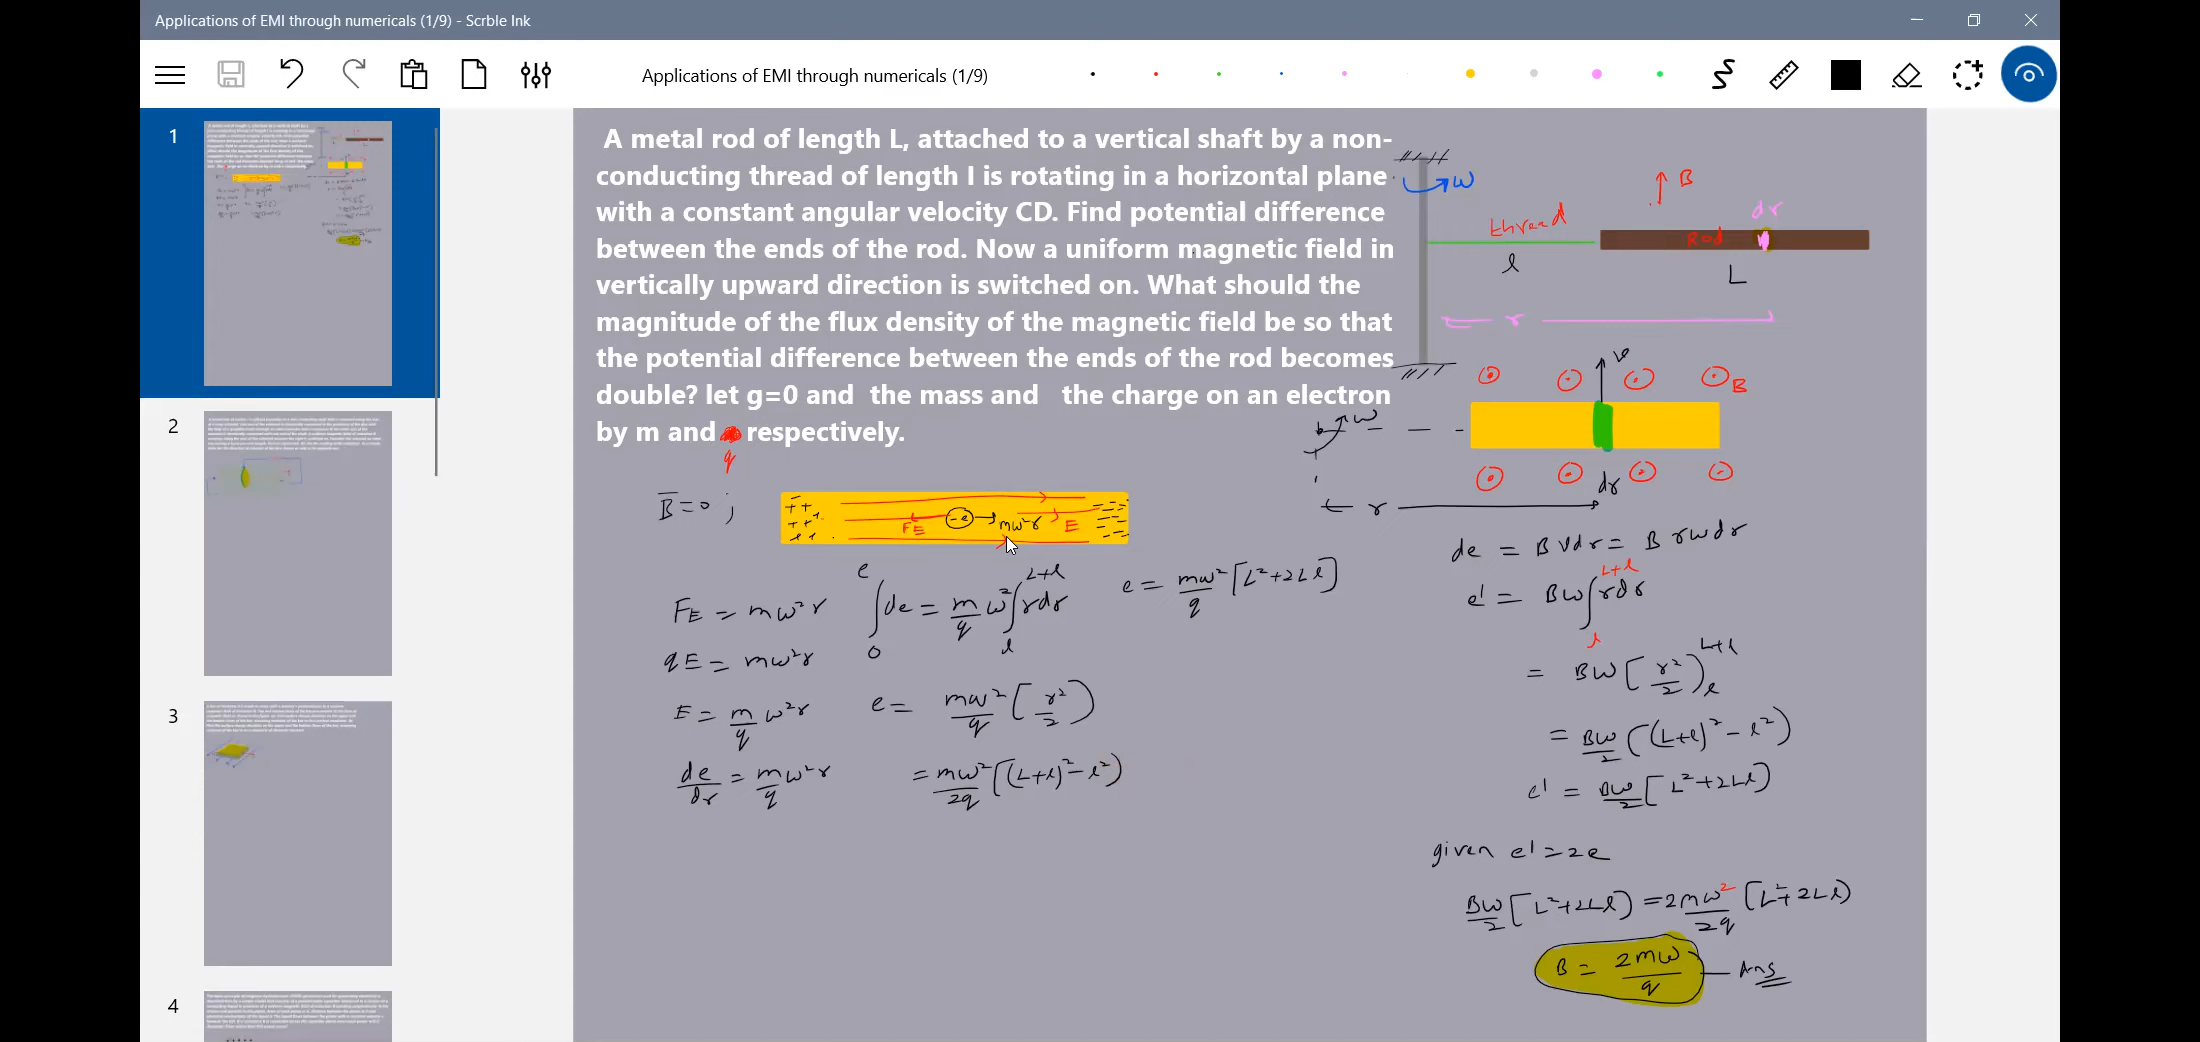 Applications of EMI through numericals (1/9) - Scrble Ink
Applications of EMI through numericals (1/9)
1
2
3
4
A metal rod of length L, attached to a vertical shaft by a non-
conducting thread of length l is rotating in a horizontal plane
with a constant angular velocity CD. Find potential difference
between the ends of the rod. Now a uniform magnetic field in
vertically upward direction is switched on. What should the
magnitude of the flux density of the magnetic field be so that
the potential difference between the ends of the rod becomes
double? let g=0 and the mass and the charge on an electron
by m and respectively.
q
ω
thread
l
B
dr
Rod
L
r
v
B
ω
dr
r
B = 0 ;
+ +
+ + +
+ +
FE
-e
mω²r
E
FE = mω²r
qE = mω²r
E = m/q ω²r
de/dr = m/q ω²r
∫₀ᵉ de = m/q ω² ∫ₗᴸ⁺ˡ r dr
e = mω²/q [r²/2]
= mω²/2q [(L+l)² - l²]
e = mω²/q [L²+2Ll]
de = B v dr = B rω dr
e' = Bω ∫ₗᴸ⁺ˡ r dr
= Bω [r²/2]ₗᴸ⁺ˡ
= Bω/2 [(L+l)² - l²]
e' = Bω/2 [L²+2Ll]
given e' = 2e
Bω/2 [L²+2Ll] = 2mω²/2q [L²+2Ll]
B = 2mω/q — Ans